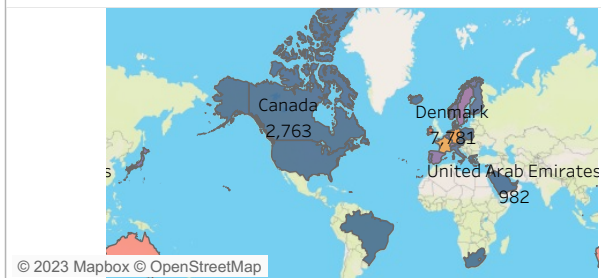 Canada
2,763
Denmark
7,781
s
United Arab Emirates
982
© 2023 Mapbox © OpenStreetMap